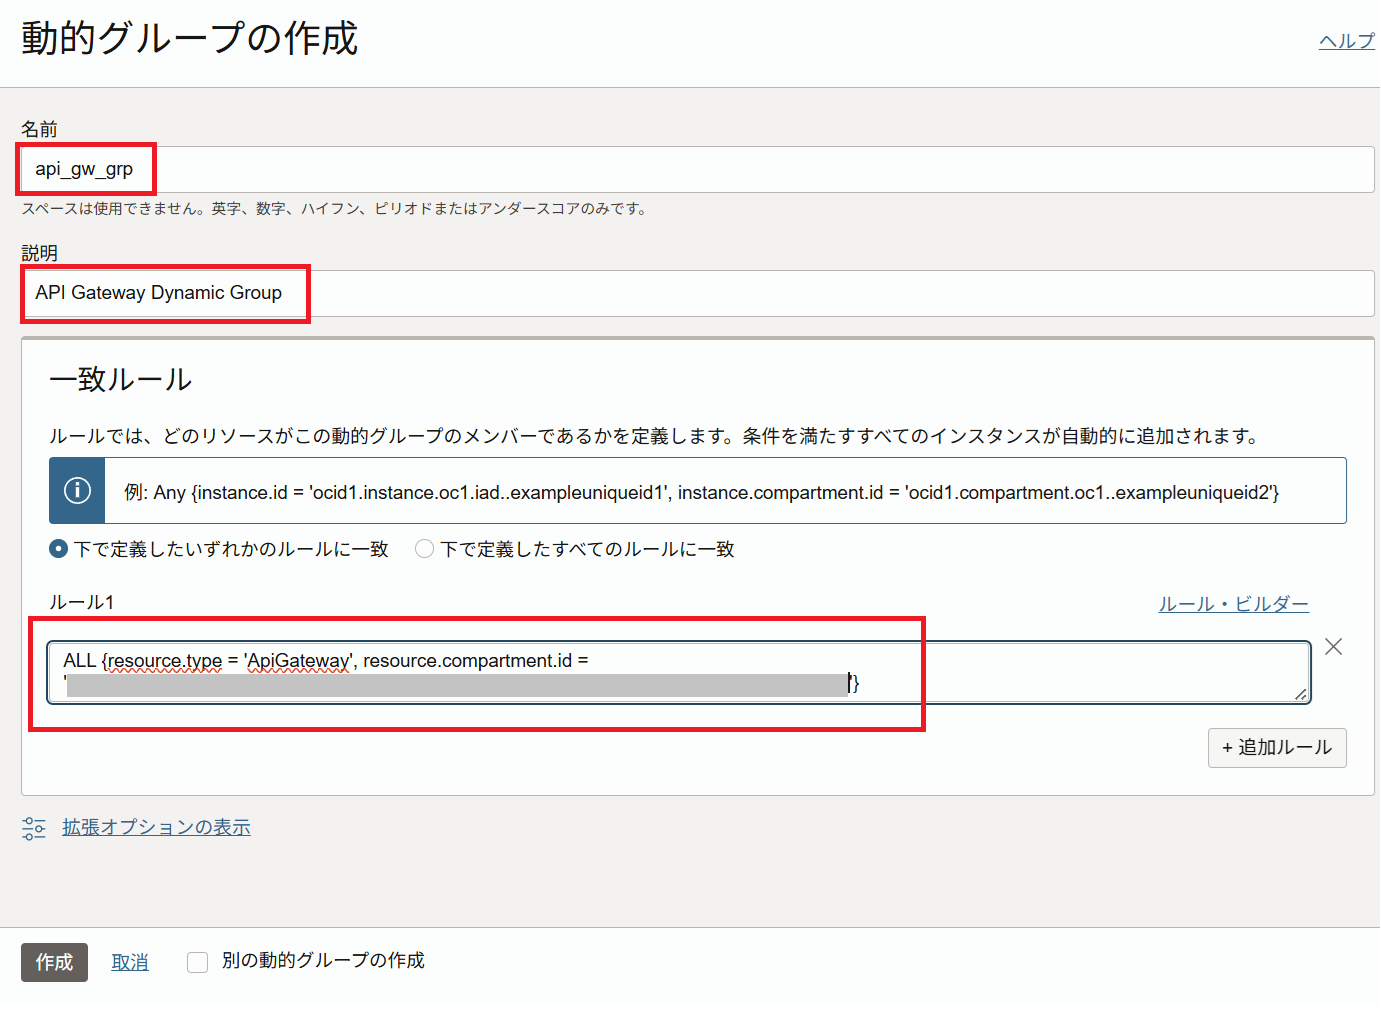 動的グループの作成
ヘルプ
名前
api_gw_grp
スペースは使用できません。英字、数字、ハイフン、ピリオドまたはアンダースコアのみです。
説明
API Gateway Dynamic Group
一致ルール
ルールでは、どのリソースがこの動的グループのメンバーであるかを定義します。条件を満たすすべてのインスタンスが自動的に追加されます。
例: Any {instance.id = 'ocid1.instance.oc1.iad..exampleuniqueid1', instance.compartment.id = 'ocid1.compartment.oc1..exampleuniqueid2'}
下で定義したいずれかのルールに一致 下で定義したすべてのルールに一致
ルール1
ルール・ビルダー
ALL {resource.type = 'ApiGateway', resource.compartment.id =
' '}
+ 追加ルール
拡張オプションの表示
作成 取消 別の動的グループの作成